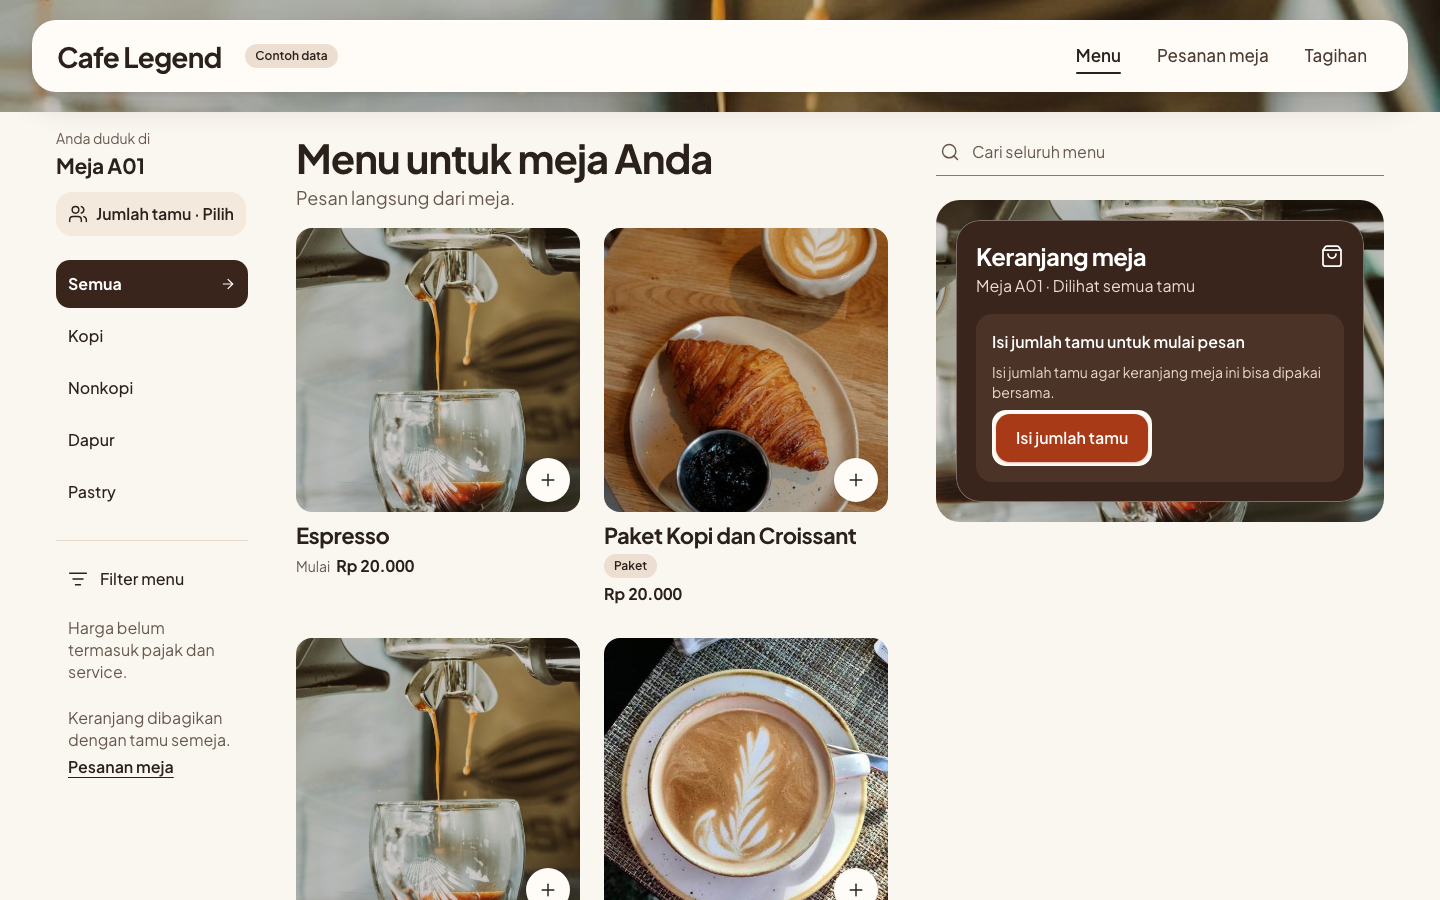 Cafe Legend
Contoh data
Menu
Pesanan meja
Tagihan
Anda duduk di
Meja A01
Jumlah tamu · Pilih
Semua
Kopi
Nonkopi
Dapur
Pastry
Filter menu
Harga belum
termasuk pajak dan
service.
Keranjang dibagikan
dengan tamu semeja.
Pesanan meja
Menu untuk meja Anda
Pesan langsung dari meja.
Espresso
Mulai Rp 20.000
Paket Kopi dan Croissant
Paket
Rp 20.000
Cari seluruh menu
Keranjang meja
Meja A01 · Dilihat semua tamu
Isi jumlah tamu untuk mulai pesan
Isi jumlah tamu agar keranjang meja ini bisa dipakai
bersama.
Isi jumlah tamu